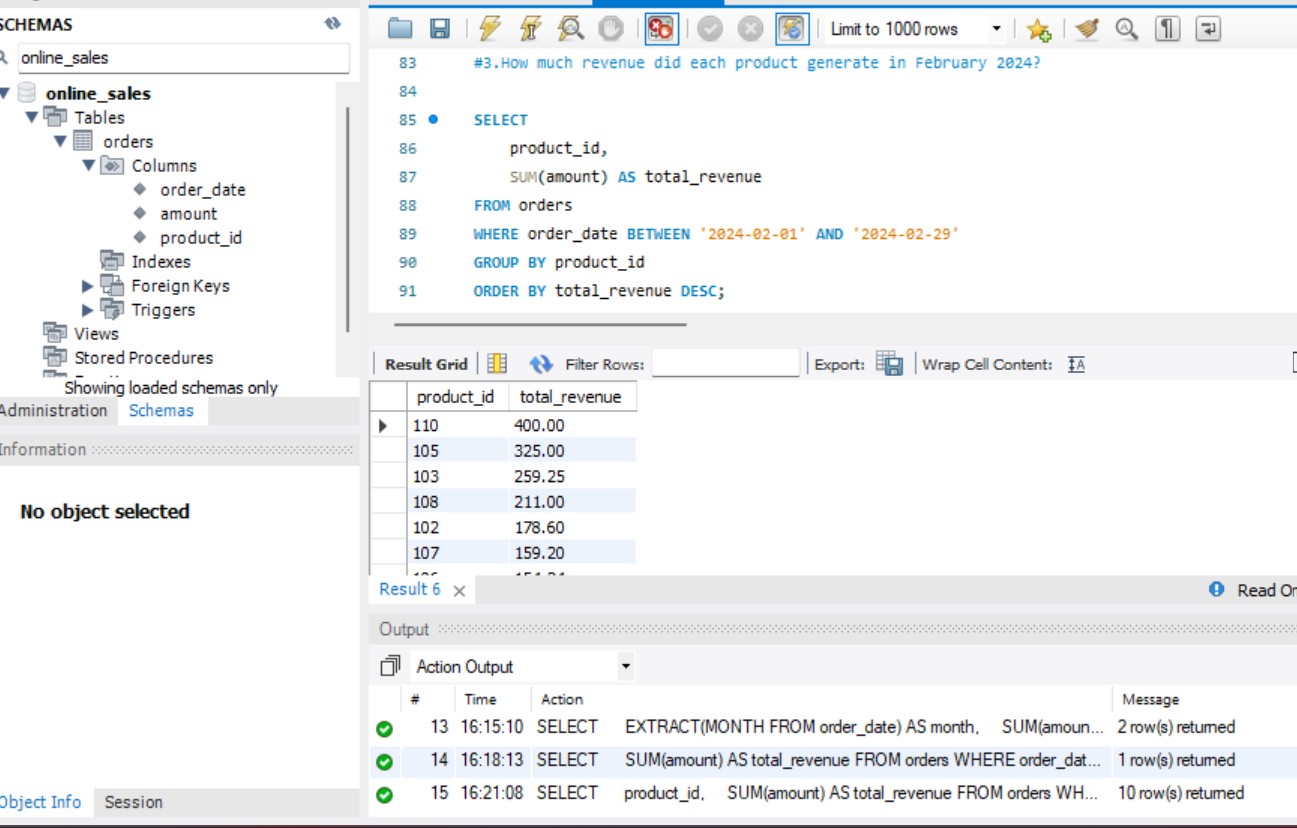 SCHEMAS
online_sales
online_sales
Tables
orders
Columns
order_date
amount
product_id
Indexes
Foreign Keys
Triggers
Views
Stored Procedures
Showing loaded schemas only
Administration
Schemas
Information
No object selected
Object Info
Session
Limit to 1000 rows
83 #3.How much revenue did each product generate in February 2024?
84
85 SELECT
86 product_id,
87 SUM(amount) AS total_revenue
88 FROM orders
89 WHERE order_date BETWEEN '2024-02-01' AND '2024-02-29'
90 GROUP BY product_id
91 ORDER BY total_revenue DESC;
Result Grid Filter Rows: Export: Wrap Cell Content:
product_id total_revenue
110 400.00
105 325.00
103 259.25
108 211.00
102 178.60
107 159.20
Result 6
Read On
Output
Action Output
# Time Action Message
13 16:15:10 SELECT EXTRACT(MONTH FROM order_date) AS month, SUM(amoun... 2 row(s) returned
14 16:18:13 SELECT SUM(amount) AS total_revenue FROM orders WHERE order_dat... 1 row(s) returned
15 16:21:08 SELECT product_id, SUM(amount) AS total_revenue FROM orders WH... 10 row(s) returned